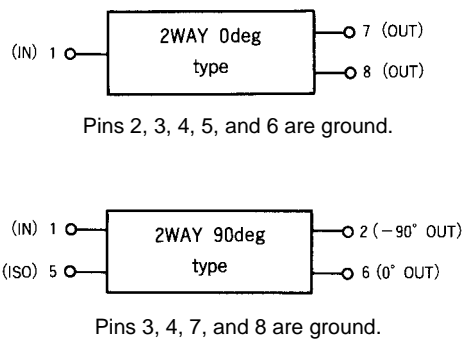 2WAY 0deg
type
(IN) 1
7 (OUT)
8 (OUT)
Pins 2, 3, 4, 5, and 6 are ground.
2WAY 90deg
type
(IN) 1
(ISO) 5
2 (−90° OUT)
6 (0° OUT)
Pins 3, 4, 7, and 8 are ground.